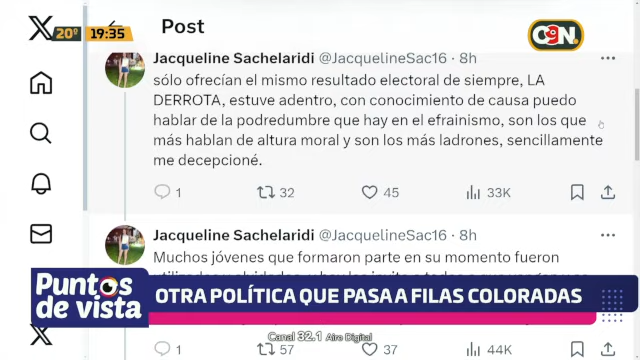 20º 19:35 Post
C9N
Jacqueline Sachelaridi @JacquelineSac16 · 8h
sólo ofrecían el mismo resultado electoral de siempre, LA
DERROTA, estuve adentro, con conocimiento de causa puedo
hablar de la podredumbre que hay en el efrainismo, son los que
más hablan de altura moral y son los más ladrones, sencillamente
me decepcioné.
1 32 45 33K
Jacqueline Sachelaridi @JacquelineSac16 · 8h
Muchos jóvenes que formaron parte en su momento fueron
Puntos
de vista
OTRA POLÍTICA QUE PASA A FILAS COLORADAS
Canal 32.1 Aire Digital
1 57 37 44K